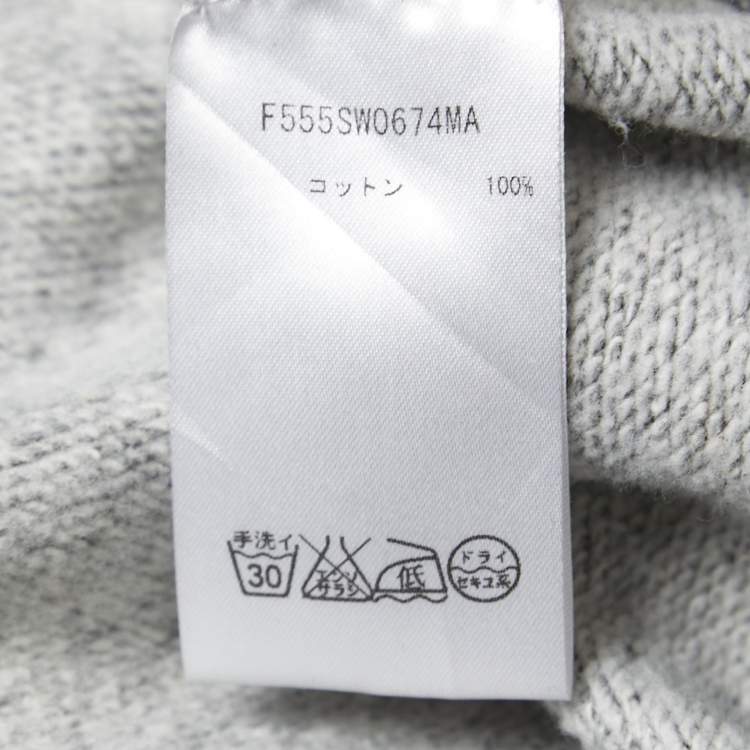 F555SW0674MA
コットン 100%
手洗イ
30
エンソ
サラシ
低
ドライ
セキユ系